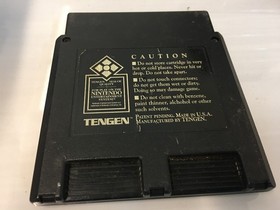 CAUTION
■ Do not store cartridge in very
hot or cold places. Never hit or
drop. Do not take apart.
■ Do not touch connectors;
do not get them wet or dirty.
Doing so may damage game.
■ Do not clean with benzene,
paint thinner, alchohol or other
such solvents.
NINTENDO
ENTERTAINMENT
SYSTEM
TENGEN
PATENT PENDING. MADE IN U.S.A.
MANUFACTURED BY TENGEN.